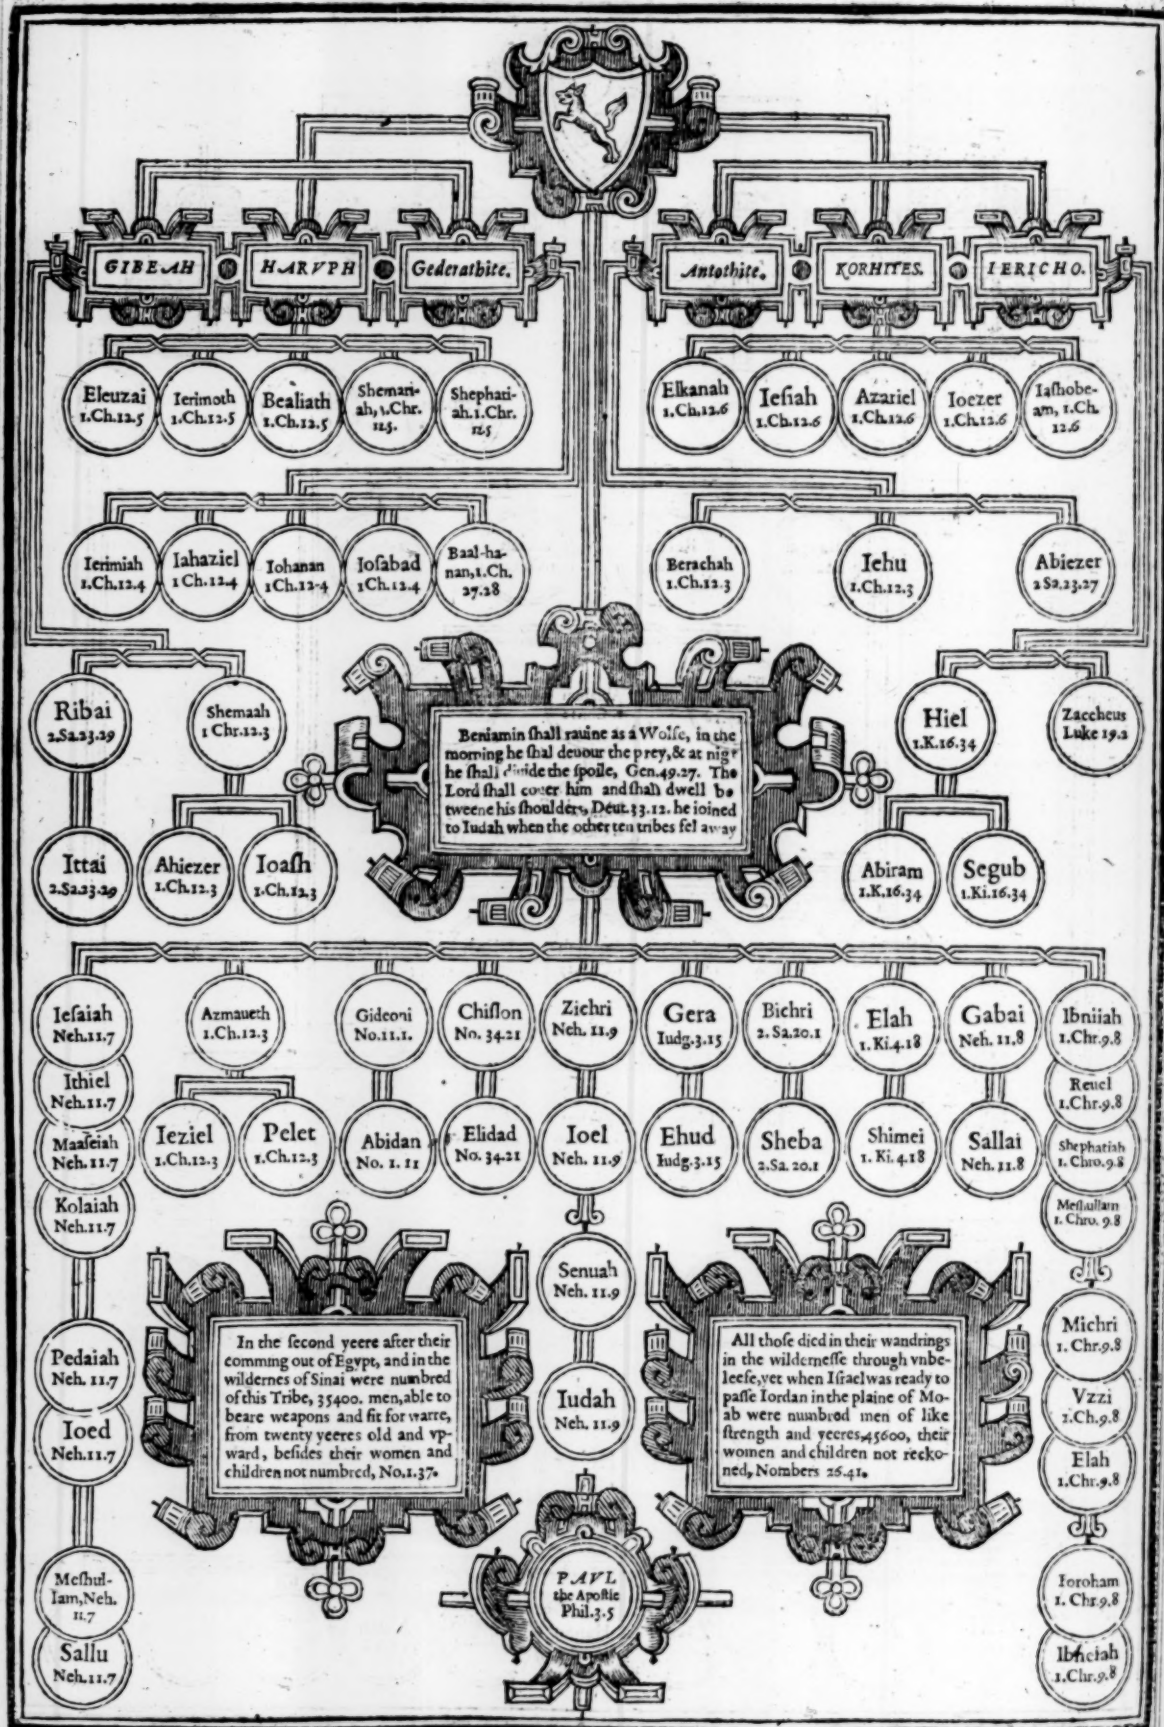 GIBEAH
HARVPH
Gederathite.
Antothite.
KORHITES.
IERICHO.
Eleuzai
1.Ch.12.5
Ierimoth
1.Ch.12.5
Bealiath
1.Ch.12.5
Shemari-
ah, 1.Chr.
12.5.
Shephati-
ah.1.Chr.
12.5
Elkanah
1.Ch.12.6
Iesiah
1.Ch.12.6
Azariel
1.Ch.12.6
Ioezer
1.Ch.12.6
Iashobe-
am, 1.Ch.
12.6
Ierimiah
1.Ch.12.4
Iahaziel
1 Ch.12.4
Iohanan
1Ch.12.4
Iosabad
1Ch.12.4
Baal-ha-
nan,1.Ch.
27.28
Berachah
1.Ch.12.3
Iehu
1.Ch.12.3
Abiezer
2 Sa.23.27
Ribai
2.Sa.23.29
Shemaah
1 Chr.12.3
Hiel
1.K.16.34
Zaccheus
Luke 19.2
Beniamin shall rauine as a Wolfe, in the
morning he shal deuour the prey,& at nigt
he shall diuide the spoile, Gen.49.27. The
Lord shall couer him and shall dwell be
tweene his shoulders, Deut.33.12. he ioined
to Iudah when the other ten tribes fel away
Ittai
2.Sa.23.29
Ahiezer
1.Ch.12.3
Ioash
1.Ch.12.3
Abiram
1.K.16.34
Segub
1.Ki.16.34
Iesaiah
Neh.11.7
Azmaueth
1.Ch.12.3
Gideoni
No.11.1.
Chislon
No. 34.21
Zichri
Neh. 11.9
Gera
Iudg.3.15
Bichri
2. Sa.20.1
Elah
1. Ki.4.18
Gabai
Neh. 11.8
Ibniiah
1.Chr.9.8
Ithiel
Neh.11.7
Reuel
1.Chr.9.8
Maaseiah
Neh.11.7
Ieziel
1.Ch.12.3
Pelet
1.Ch.12.3
Abidan
No. 1. 11
Elidad
No. 34.21
Ioel
Neh. 11.9
Ehud
Iudg.3.15
Sheba
2.Sa. 20.1
Shimei
1. Ki. 4.18
Sallai
Neh. 11.8
Shephatiah
1. Chro. 9.8
Kolaiah
Neh.11.7
Meshullam
1. Chro. 9.8
Senuah
Neh. 11.9
Pedaiah
Neh. 11.7
In the second yeere after their
comming out of Egypt, and in the
wildernes of Sinai were numbred
of this Tribe, 35400. men, able to
beare weapons and fit for warre,
from twenty yeeres old and vp-
ward, besides their women and
children not numbred, No.1.37.
Iudah
Neh. 11.9
All those died in their wandrings
in the wildernesse through vnbe-
leefe,yet when Israel was ready to
passe Iordan in the plaine of Mo-
ab were numbred men of like
strength and yeeres,45600, their
women and children not recko-
ned, Nombers 26.41.
Michri
1. Chr.9.8
Ioed
Neh.11.7
Vzzi
1.Ch.9.8
Elah
1.Chr.9.8
Meshul-
lam,Neh.
11.7
PAVL
the Apostle
Phil.3.5
Ioroham
1. Chr.9.8
Sallu
Neh.11.7
Ibneiah
1.Chr.9.8